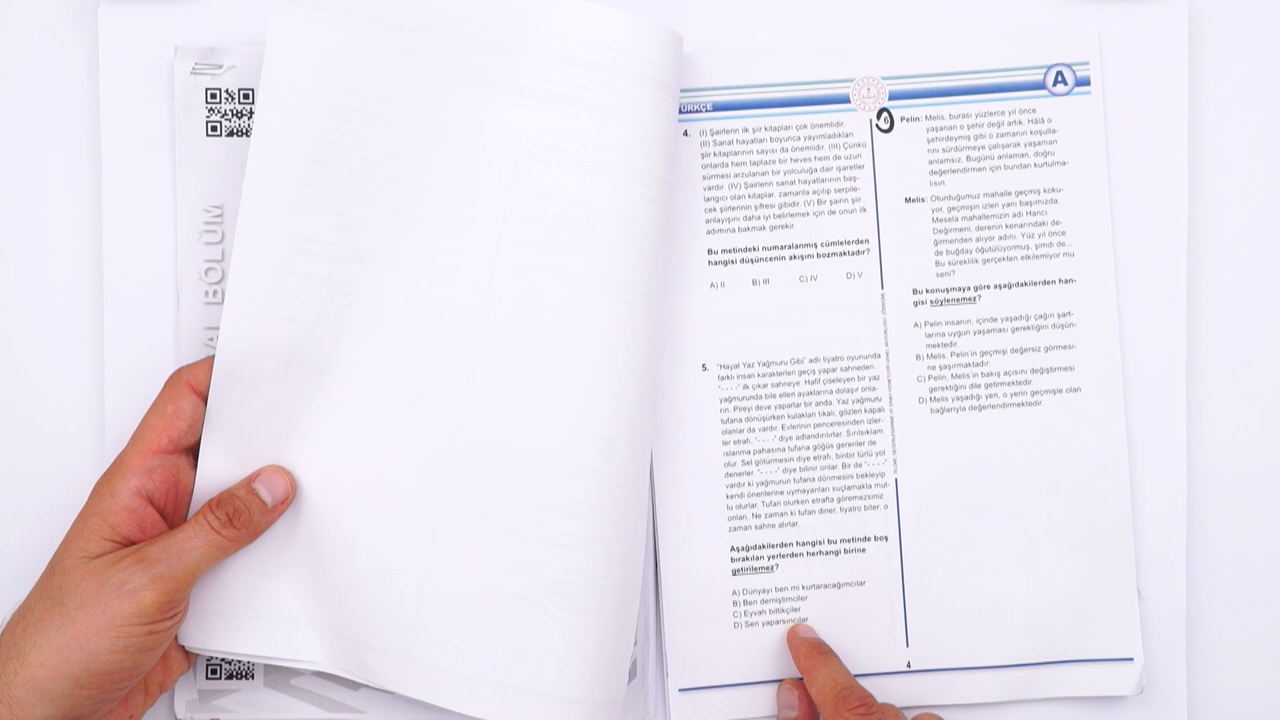 AL BÖLÜM
ÜRKÇE
A
4. (I) Şairlerin ilk şiir kitapları çok önemlidir.
(II) Sanat hayatları boyunca yayımladıkları
şiir kitaplarının sayısı da önemlidir. (III) Çünkü
onlarda hem taptaze bir heves hem de uzun
sürmesi arzulanan bir yolculuğa dair işaretler
vardır. (IV) Şairlerin sanat hayatlarının baş-
langıcı olan kitaplar, zamanla açılıp serpile-
cek şiirlerinin şifresi gibidir. (V) Bir şairin şiir
anlayışını daha iyi belirlemek için de onun ilk
adımına bakmak gerekir.
Bu metindeki numaralanmış cümlelerden
hangisi düşüncenin akışını bozmaktadır?
A) II B) III C) IV D) V
5. "Hayat Yaz Yağmuru Gibi" adlı tiyatro oyununda
farklı insan karakterleri geçiş yapar sahneden.
"- - - -" ilk çıkar sahneye. Hafif çiseleyen bir yaz
yağmurunda bile elleri ayaklarına dolaşır onla-
rın. Pireyi deve yaparlar bir anda. Yaz yağmuru
tufana dönüşürken kulakları tıkalı, gözleri kapalı
olanlar da vardır. Evlerinin penceresinden izler-
ler etrafı, "- - - -" diye adlandırılırlar. Sırılsıklam
ıslanma pahasına tufana göğüs gerenler de
olur. Sel götürmesin diye etrafı, binbir türlü yol
denerler. "- - - -" diye bilinir onlar. Bir de "- - - -"
vardır ki yağmurun tufana dönmesini bekleyip
kendi önerilerine uymayanları suçlamakla mut-
lu olurlar. Tufan olurken etrafta göremezsiniz
onları. Ne zaman ki tufan diner, tiyatro biter, o
zaman sahne alırlar.
Aşağıdakilerden hangisi bu metinde boş
bırakılan yerlerden herhangi birine
getirilemez?
A) Dünyayı ben mi kurtaracağımcılar
B) Ben demiştimciler
C) Eyvah bittikçiler
D) Sen yaparsıncılar
6 Pelin: Melis, burası yüzlerce yıl önce
yaşanan o şehir değil artık. Hâlâ o
şehirdeymiş gibi o zamanın koşulla-
rını sürdürmeye çalışarak yaşaman
anlamsız. Bugünü anlaman, doğru
değerlendirmen için bundan kurtulma-
lısın.
Melis: Oturduğumuz mahalle geçmiş koku-
yor, geçmişin izleri yanı başımızda.
Mesela mahallemizin adı Hancı
Değirmeni, derenin kenarındaki de-
ğirmenden alıyor adını. Yüz yıl önce
de buğday öğütülüyormuş, şimdi de...
Bu süreklilik gerçekten etkilemiyor mu
seni?
Bu konuşmaya göre aşağıdakilerden han-
gisi söylenemez?
A) Pelin insanın, içinde yaşadığı çağın şart-
larına uygun yaşaması gerektiğini düşün-
mektedir.
B) Melis, Pelin'in geçmişi değersiz görmesi-
ne şaşırmaktadır.
C) Pelin, Melis'in bakış açısını değiştirmesi
gerektiğini dile getirmektedir.
D) Melis yaşadığı yeri, o yerin geçmişle olan
bağlarıyla değerlendirmektedir.
4